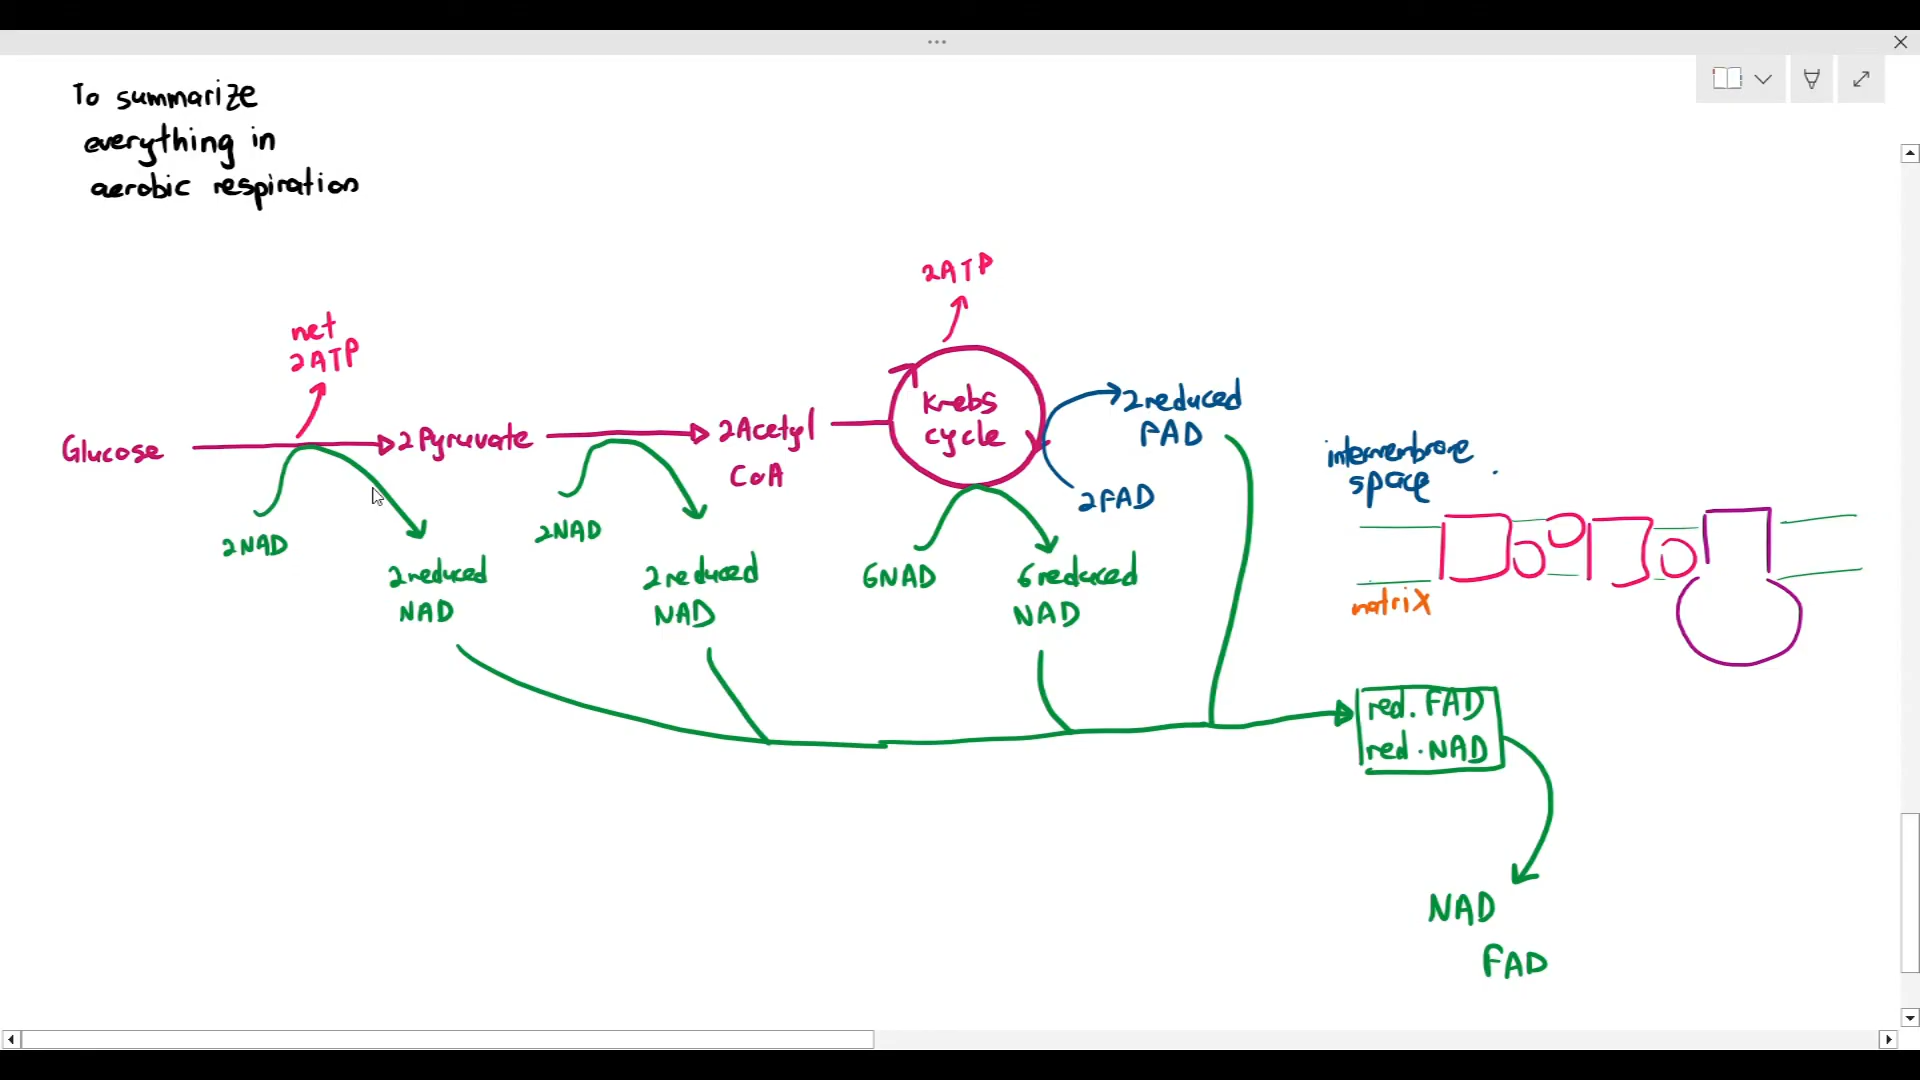 To summarize
everything in
aerobic respiration
2ATP
net
2ATP
Glucose
2Pyruvate
2Acetyl
CoA
Krebs
cycle
2reduced
FAD
2FAD
2NAD
2reduced
NAD
2NAD
2reduced
NAD
6NAD
6reduced
NAD
space
matrix
red. FAD
red. NAD
NAD
FAD